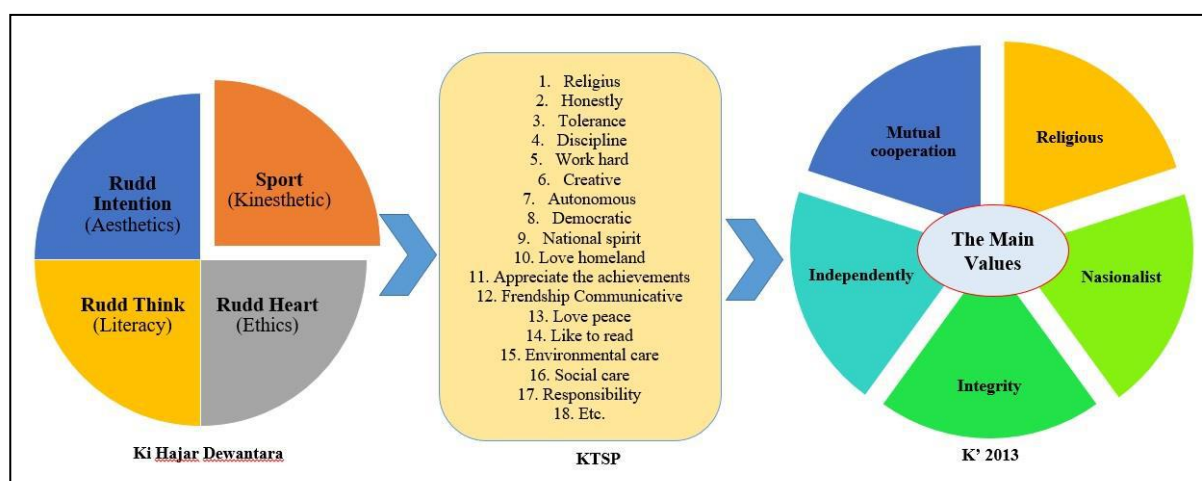 Rudd
Intention
(Aesthetics)
Sport
(Kinesthetic)
Rudd Think
(Literacy)
Rudd Heart
(Ethics)
Ki Hajar Dewantara
1. Religius
2. Honestly
3. Tolerance
4. Discipline
5. Work hard
6. Creative
7. Autonomous
8. Democratic
9. National spirit
10. Love homeland
11. Appreciate the achievements
12. Frendship Communicative
13. Love peace
14. Like to read
15. Environmental care
16. Social care
17. Responsibility
18. Etc.
KTSP
Mutual
cooperation
Religious
The Main
Values
Independently
Nasionalist
Integrity
K’ 2013